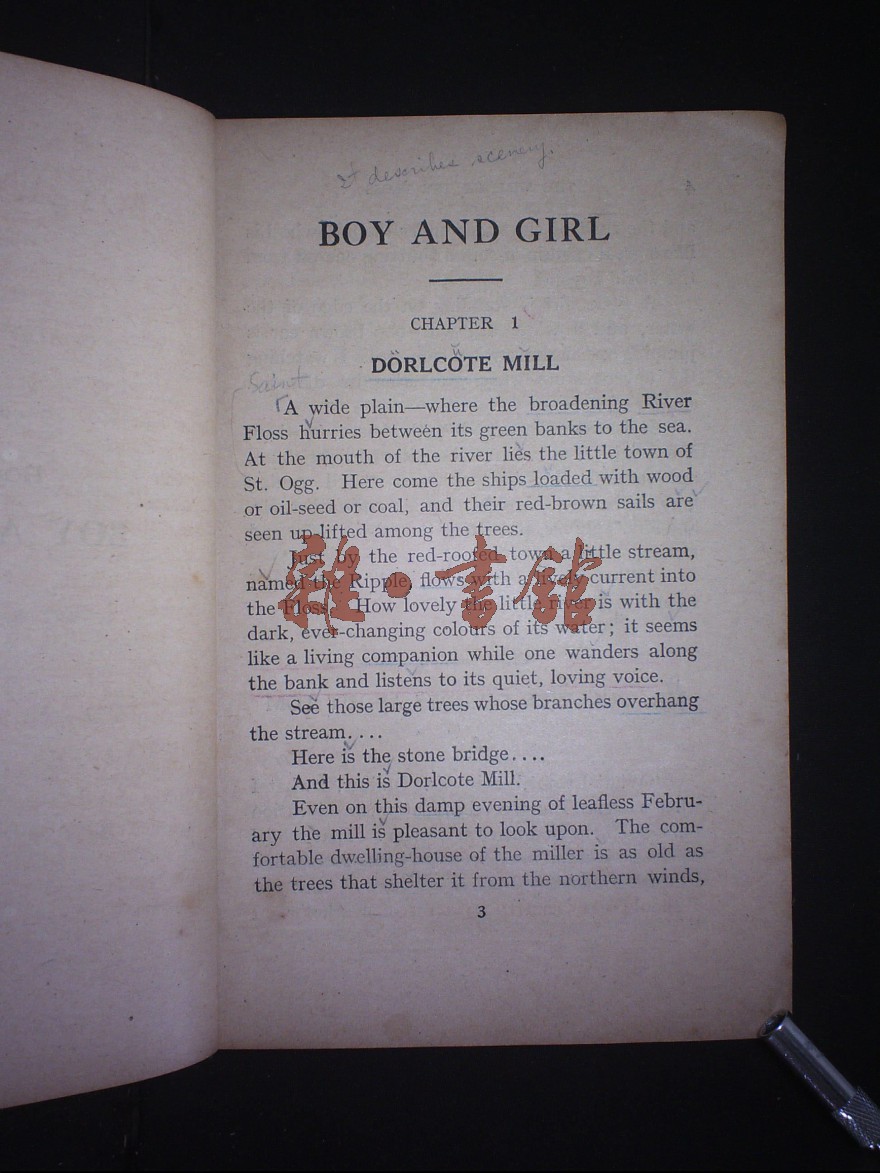 It describes scenery.
BOY AND GIRL
CHAPTER 1
DORLCOTE MILL
Saint
A wide plain—where the broadening River
Floss hurries between its green banks to the sea.
At the mouth of the river lies the little town of
St. Ogg. Here come the ships loaded with wood
or oil-seed or coal, and their red-brown sails are
seen up-lifted among the trees.
Just by the red-roofed town a little stream,
named the Ripple, flows with a lively current into
the Floss. How lovely the little river is with the
dark, ever-changing colours of its water; it seems
like a living companion while one wanders along
the bank and listens to its quiet, loving voice.
See those large trees whose branches overhang
the stream....
Here is the stone bridge....
And this is Dorlcote Mill.
Even on this damp evening of leafless Febru-
ary the mill is pleasant to look upon. The com-
fortable dwelling-house of the miller is as old as
the trees that shelter it from the northern winds,
3
雜·書館